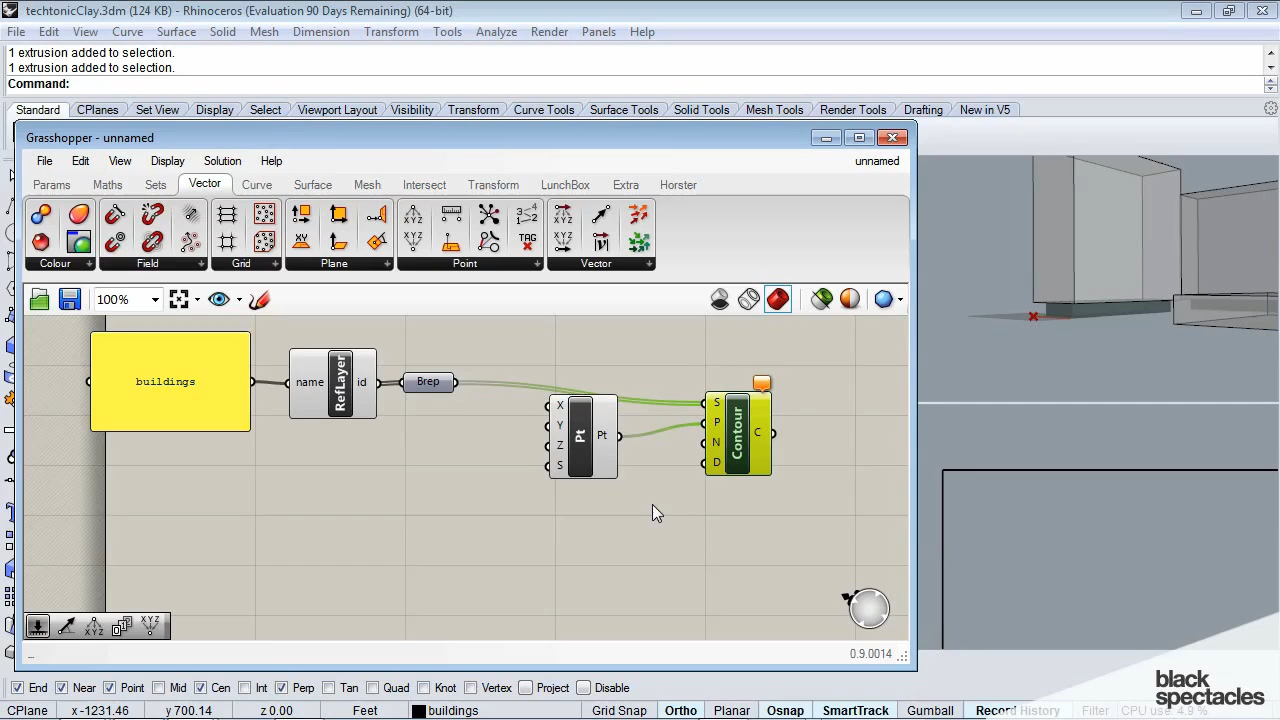 techtonicClay.3dm (124 KB) - Rhinoceros (Evaluation 90 Days Remaining) (64-bit)
File Edit View Curve Surface Solid Mesh Dimension Transform Tools Analyze Render Panels Help
1 extrusion added to selection.
1 extrusion added to selection.
Command:
Standard CPlanes Set View Display Select Viewport Layout Visibility Transform Curve Tools Surface Tools Solid Tools Mesh Tools Render Tools Drafting New in V5
Grasshopper - unnamed
File Edit View Display Solution Help unnamed
Params Maths Sets Vector Curve Surface Mesh Intersect Transform LunchBox Extra Horster
Colour Field Grid Plane Point Vector
100%
buildings
name RefLayer id
Brep
X Y Z S Pt Pt
S P N D Contour C
...
0.9.0014
End Near Point Mid Cen Int Perp Tan Quad Knot Vertex Project Disable
CPlane x -1231.46 y 700.14 z 0.00 Feet buildings Grid Snap Ortho Planar Osnap SmartTrack Gumball Record History Filter CPU use: 4.9 %
black
spectacles